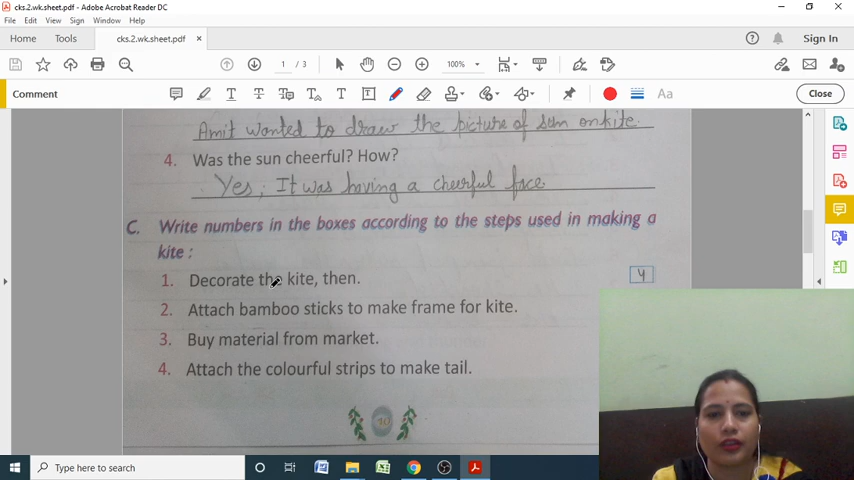 cks.2.wk.sheet.pdf - Adobe Acrobat Reader DC
File Edit View Sign Window Help
Home Tools cks.2.wk.sheet.pdf × Sign In
1 / 3 100%
Comment Aa Close
Amit wanted to draw the picture of sun on kite.
4. Was the sun cheerful? How?
Yes, It was having a cheerful face
C. Write numbers in the boxes according to the steps used in making a
kite :
1. Decorate the kite, then. 4
2. Attach bamboo sticks to make frame for kite.
3. Buy material from market.
4. Attach the colourful strips to make tail.
40
Type here to search